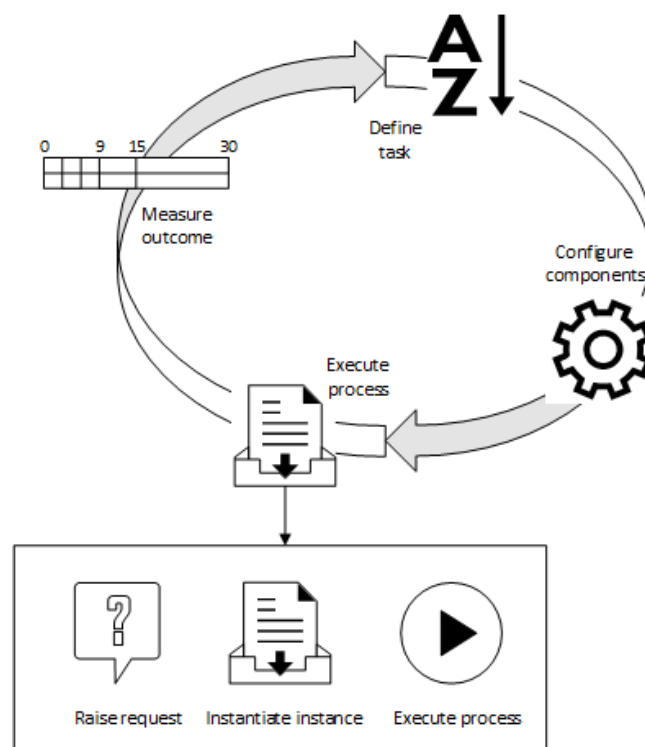 A
Z
Define
task
0 9 15 30
Measure
outcome
Configure
components
Execute
process
?
Raise request Instantiate instance Execute process